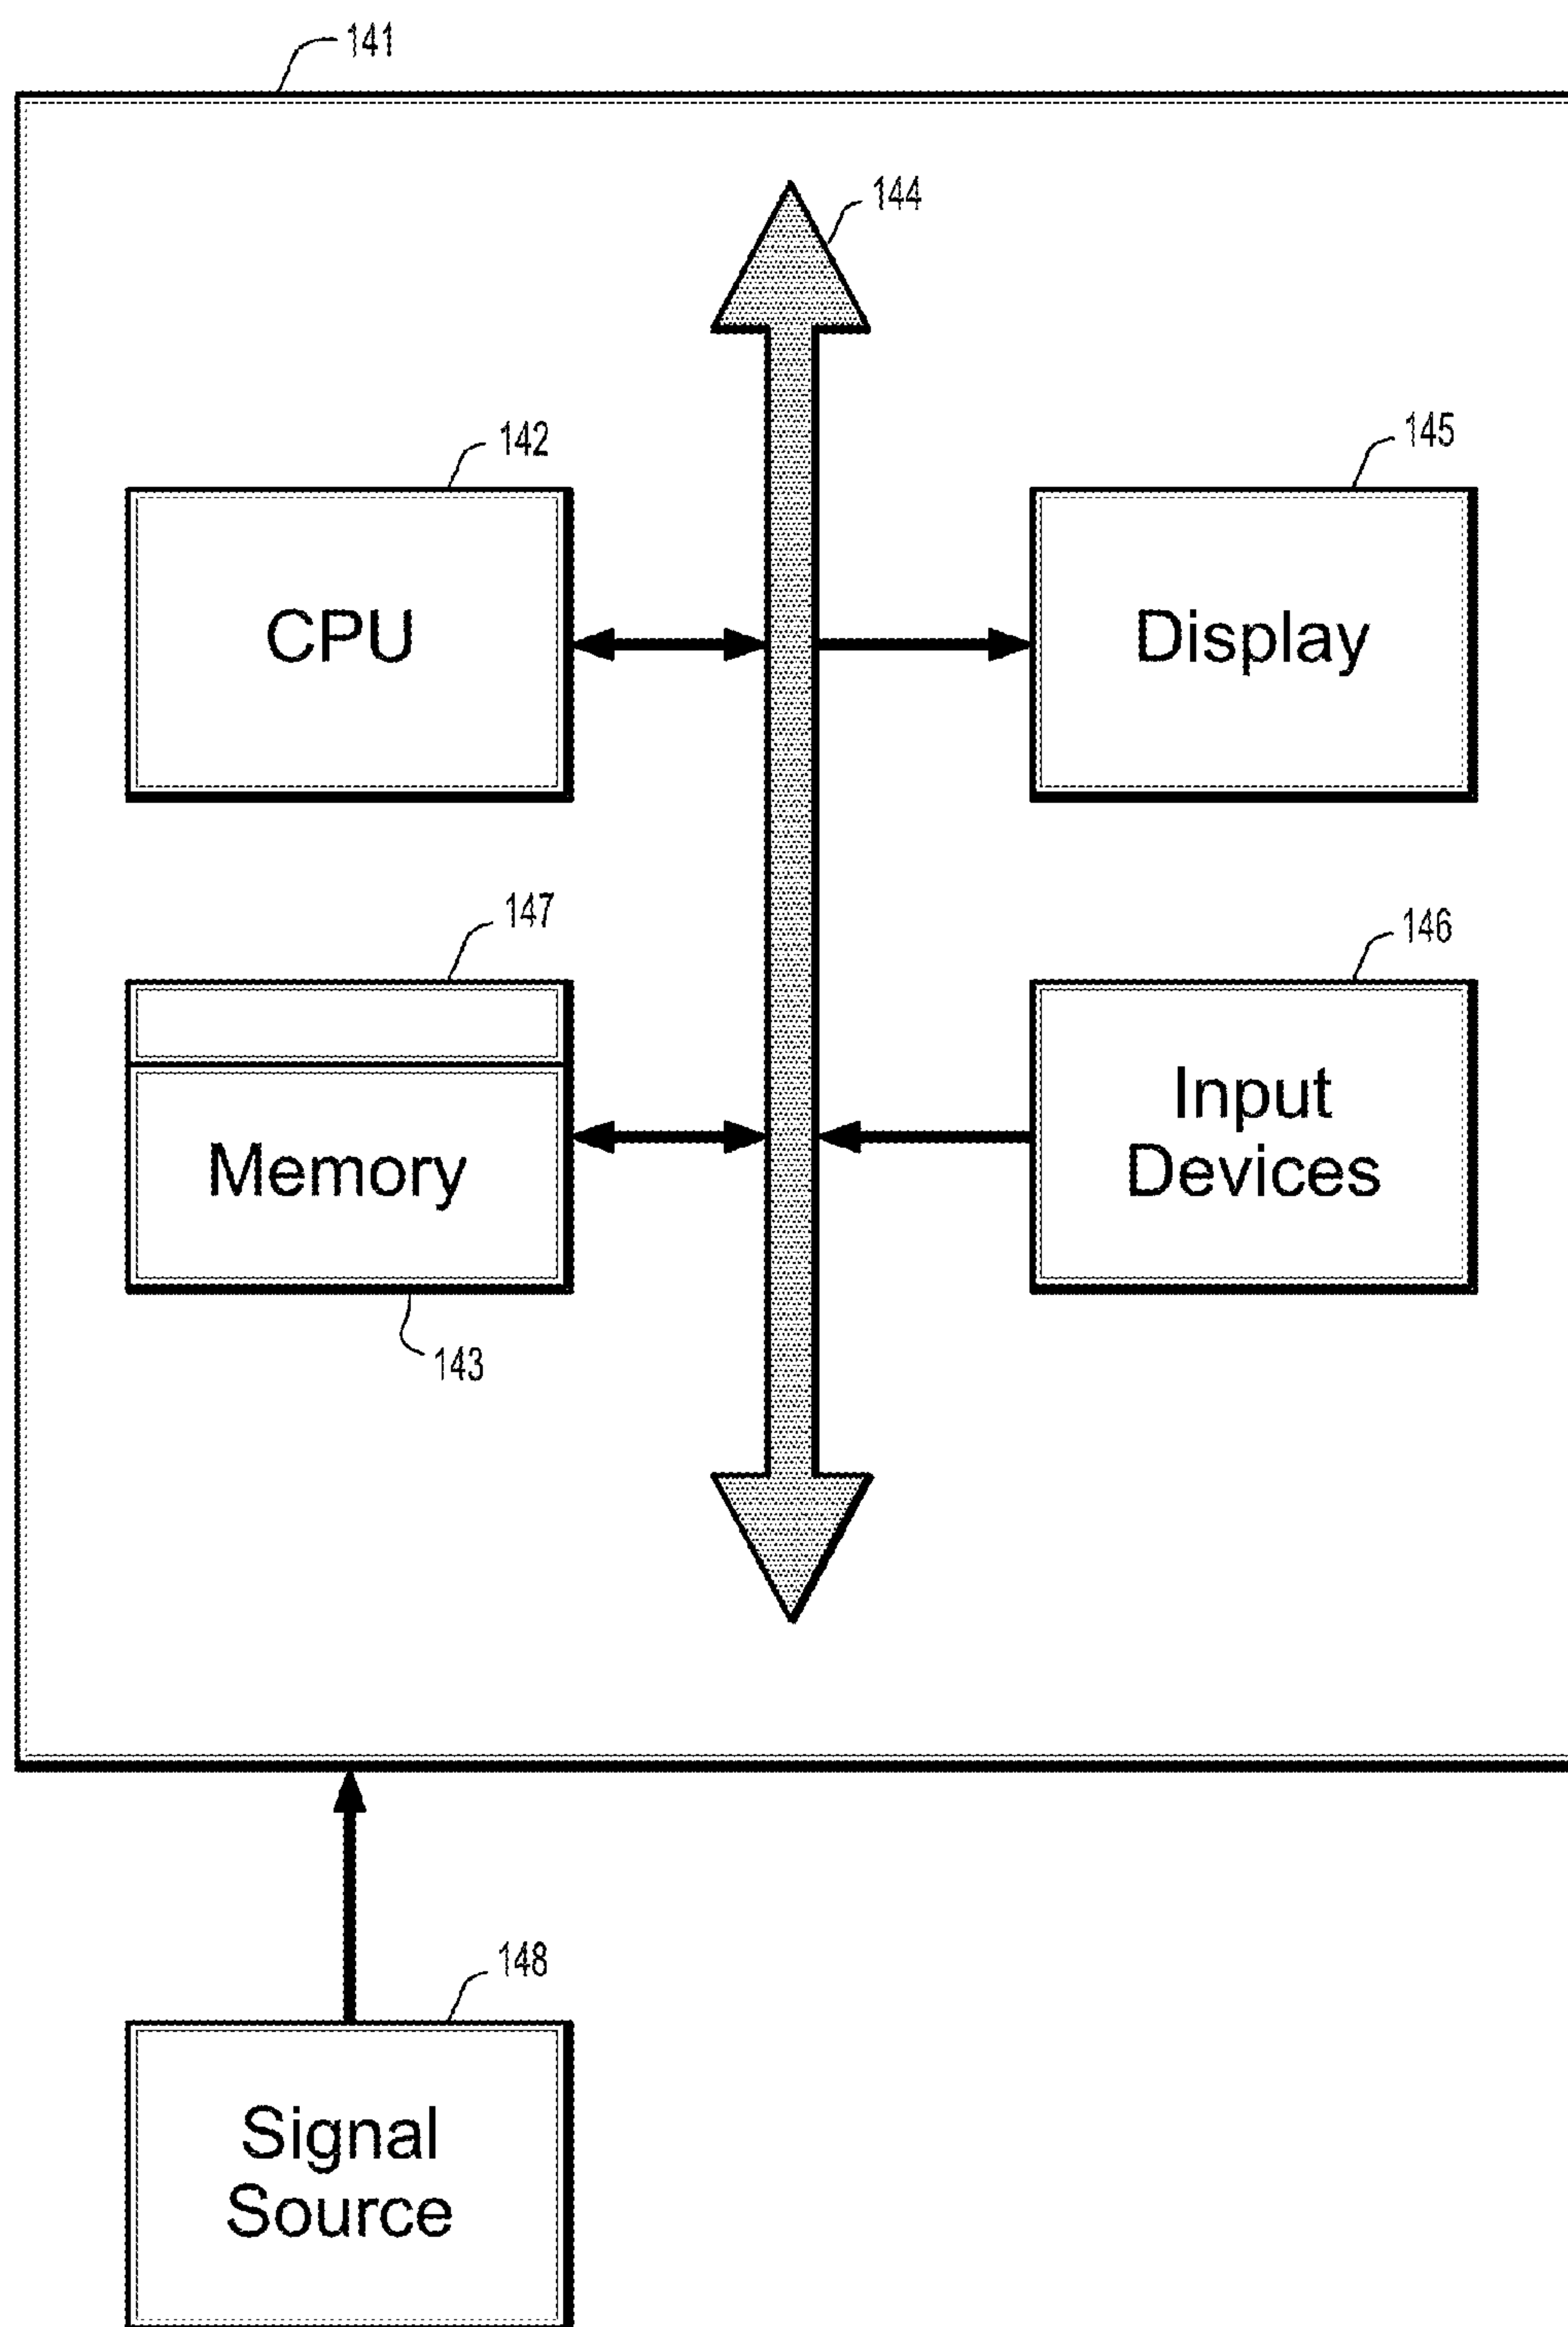 141
144
142
145
CPU
Display
147
146
Input
Devices
Memory
143
148
Signal
Source